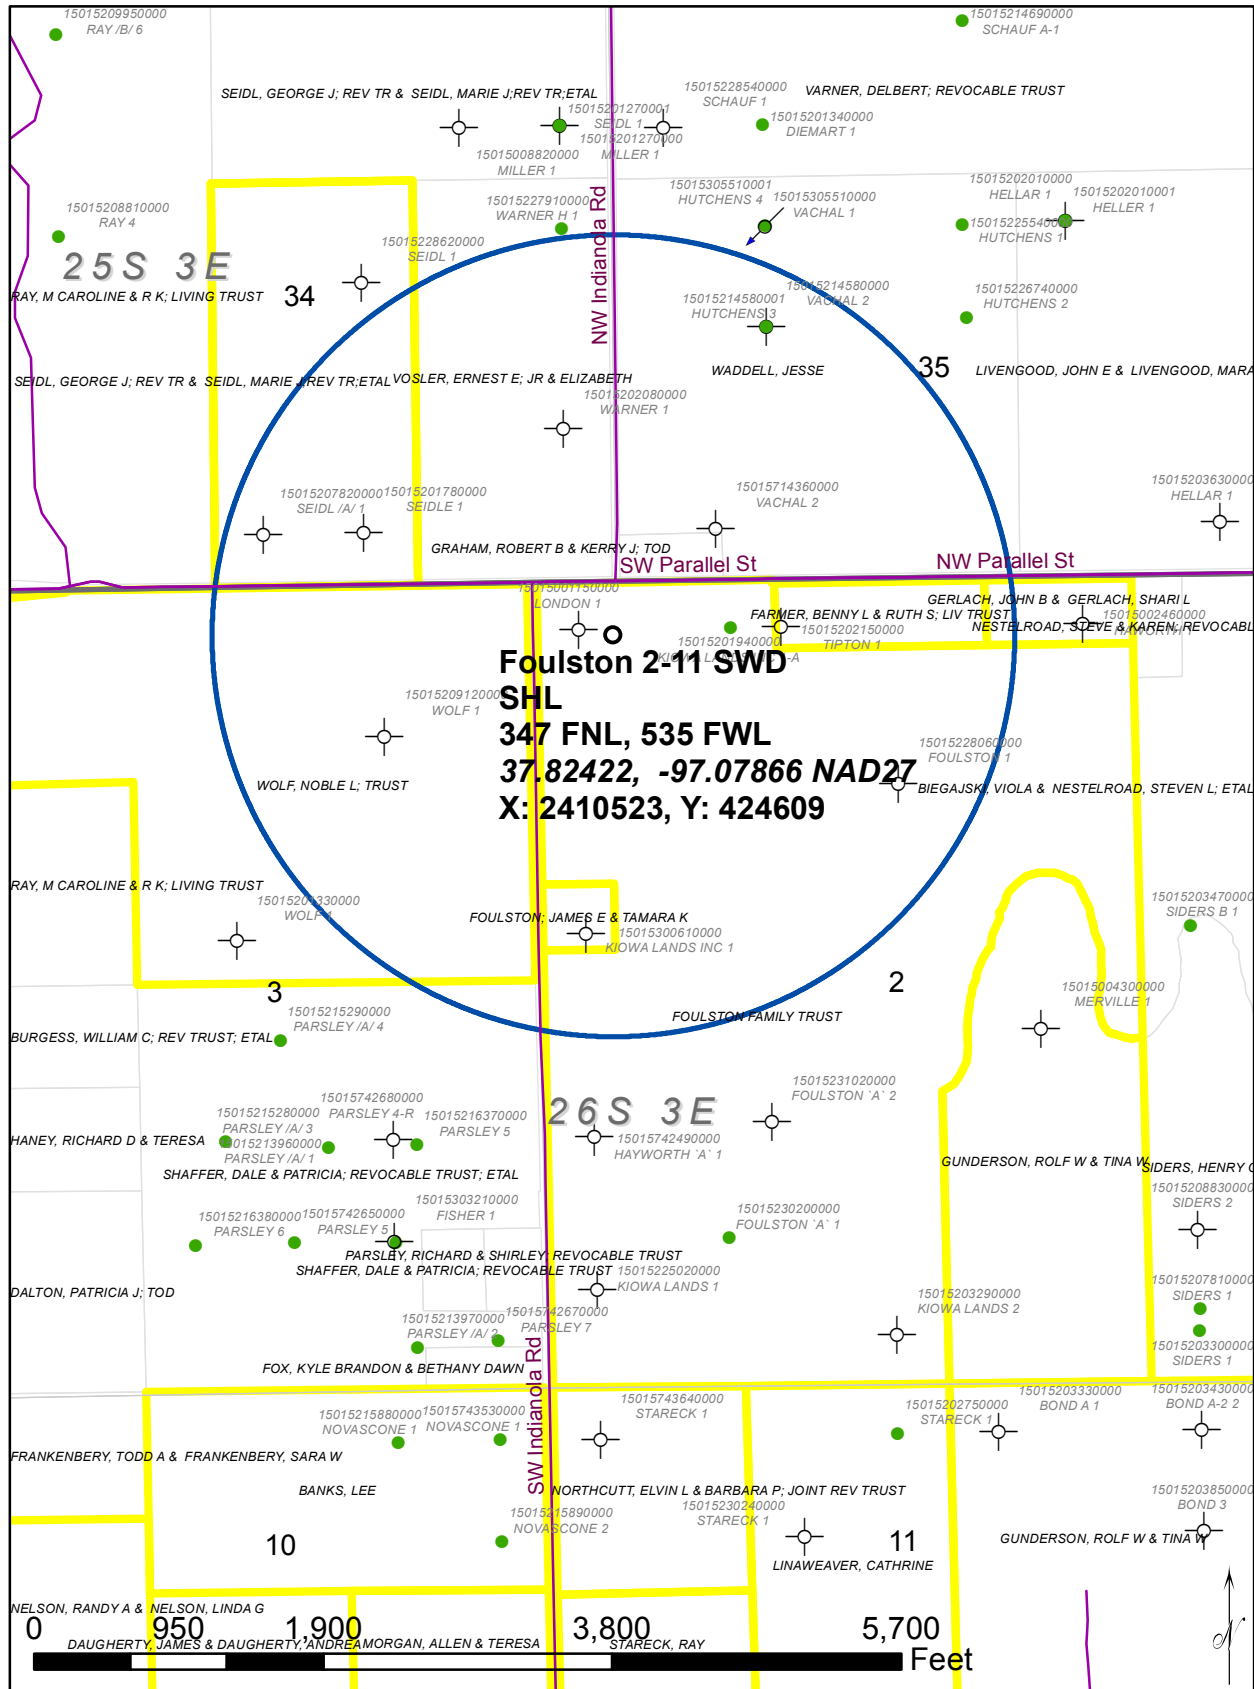 15015209950000
RAY /B/ 6
15015214690000
SCHAUF A-1
SEIDL, GEORGE J; REV TR & SEIDL, MARIE J;REV TR;ETAL
15015228540000
SCHAUF 1
VARNER, DELBERT; REVOCABLE TRUST
15015201270001
SEIDL 1
15015201340000
DIEMART 1
15015201270000
MILLER 1
15015008820000
MILLER 1
15015208810000
RAY 4
15015227910000
WARNER H 1
15015305510001
HUTCHENS 4
15015305510000
VACHAL 1
15015202010000
HELLAR 1
15015202010001
HELLER 1
15015225540000
HUTCHENS 1
NW Indianola Rd
15015228620000
SEIDL 1
25S 3E
RAY, M CAROLINE & R K; LIVING TRUST
34
15015214580000
VACHAL 2
15015214580001
HUTCHENS 3
15015226740000
HUTCHENS 2
SEIDL, GEORGE J; REV TR & SEIDL, MARIE J;REV TR;ETAL
VOSLER, ERNEST E; JR & ELIZABETH
WADDELL, JESSE
35
LIVENGOOD, JOHN E & LIVENGOOD, MARA
15015202080000
WARNER 1
15015207820000
SEIDL /A/ 1
15015201780000
SEIDLE 1
15015714360000
VACHAL 2
15015203630000
HELLAR 1
GRAHAM, ROBERT B & KERRY J; TOD
SW Parallel St
NW Parallel St
15015001150000
LONDON 1
GERLACH, JOHN B & GERLACH, SHARI L
FARMER, BENNY L & RUTH S; LIV TRUST
15015002460000
HAWORTH 1
NESTELROAD, STEVE & KAREN; REVOCABLE
15015201940000
15015202150000
TIPTON 1
Foulston 2-11 SWD
SHL
347 FNL, 535 FWL
37.82422, -97.07866 NAD27
X: 2410523, Y: 424609
15015209120000
WOLF 1
15015228060000
FOULSTON 1
WOLF, NOBLE L; TRUST
BIEGAJSKI, VIOLA & NESTELROAD, STEVEN L; ETAL
RAY, M CAROLINE & R K; LIVING TRUST
15015201330000
WOLF 1
FOULSTON; JAMES E & TAMARA K
15015300610000
KIOWA LANDS INC 1
15015203470000
SIDERS B 1
3
2
15015004300000
MERVILLE 1
15015215290000
PARSLEY /A/ 4
FOULSTON FAMILY TRUST
BURGESS, WILLIAM C; REV TRUST; ETAL
15015742680000
PARSLEY 4-R
15015231020000
FOULSTON `A` 2
15015215280000
PARSLEY /A/ 3
15015216370000
PARSLEY 5
26S 3E
HANEY, RICHARD D & TERESA
15015213960000
PARSLEY /A/ 1
15015742490000
HAYWORTH `A` 1
SHAFFER, DALE & PATRICIA; REVOCABLE TRUST; ETAL
GUNDERSON, ROLF W & TINA W
SIDERS, HENRY
15015208830000
SIDERS 2
15015303210000
FISHER 1
15015216380000
PARSLEY 6
15015742650000
PARSLEY 5
15015230200000
FOULSTON `A` 1
PARSLEY, RICHARD & SHIRLEY; REVOCABLE TRUST
SHAFFER, DALE & PATRICIA; REVOCABLE TRUST
15015225020000
KIOWA LANDS 1
DALTON, PATRICIA J; TOD
15015203290000
KIOWA LANDS 2
15015207810000
SIDERS 1
15015213970000
PARSLEY /A/ 2
15015742670000
PARSLEY 7
15015203300000
SIDERS 1
FOX, KYLE BRANDON & BETHANY DAWN
SW Indianola Rd
15015215880000
NOVASCONE 1
15015743530000
NOVASCONE 1
15015743640000
STARECK 1
15015202750000
STARECK 1
15015203330000
BOND A 1
15015203430000
BOND A-2 2
FRANKENBERY, TODD A & FRANKENBERY, SARA W
BANKS, LEE
NORTHCUTT, ELVIN L & BARBARA P; JOINT REV TRUST
15015203850000
BOND 3
15015215890000
NOVASCONE 2
15015230240000
STARECK 1
10
11
GUNDERSON, ROLF W & TINA W
LINAWEAVER, CATHRINE
NELSON, RANDY A & NELSON, LINDA G
DAUGHERTY, JAMES & DAUGHERTY, ANDREA
MORGAN, ALLEN & TERESA
STARECK, RAY
0 950 1,900 3,800 5,700
Feet
N